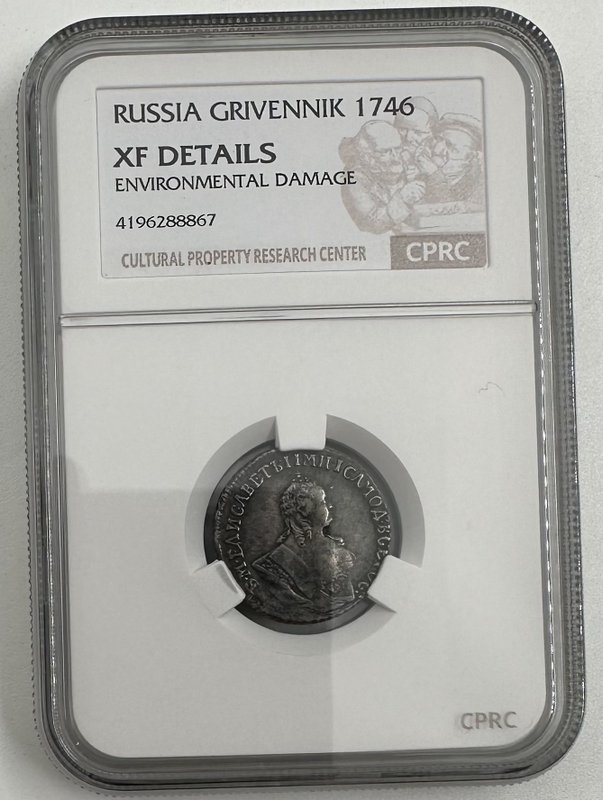 RUSSIA GRIVENNIK 1746
XF DETAILS
ENVIRONMENTAL DAMAGE
4196288867
CULTURAL PROPERTY RESEARCH CENTER
CPRC
CPRC